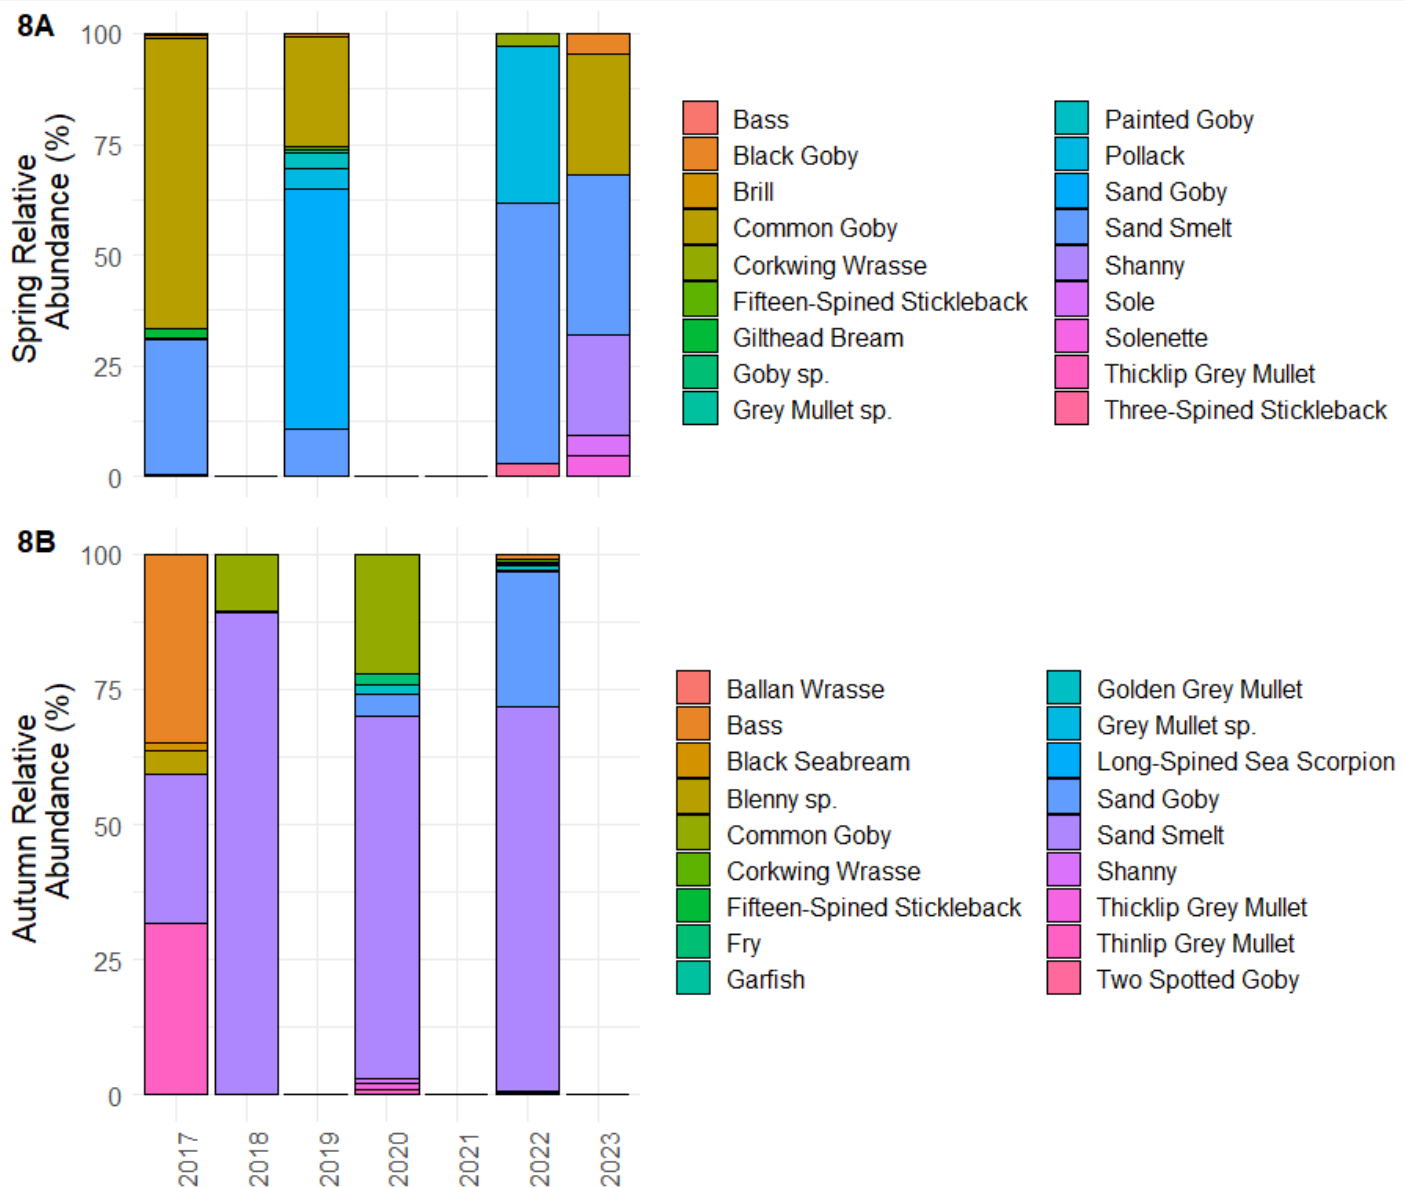 8A
Spring Relative
Abundance (%)
100
75
50
25
0
Bass
Black Goby
Brill
Common Goby
Corkwing Wrasse
Fifteen-Spined Stickleback
Gilthead Bream
Goby sp.
Grey Mullet sp.
Painted Goby
Pollack
Sand Goby
Sand Smelt
Shanny
Sole
Solenette
Thicklip Grey Mullet
Three-Spined Stickleback
8B
Autumn Relative
Abundance (%)
100
75
50
25
0
2017
2018
2019
2020
2021
2022
2023
Ballan Wrasse
Bass
Black Seabream
Blenny sp.
Common Goby
Corkwing Wrasse
Fifteen-Spined Stickleback
Fry
Garfish
Golden Grey Mullet
Grey Mullet sp.
Long-Spined Sea Scorpion
Sand Goby
Sand Smelt
Shanny
Thicklip Grey Mullet
Thinlip Grey Mullet
Two Spotted Goby